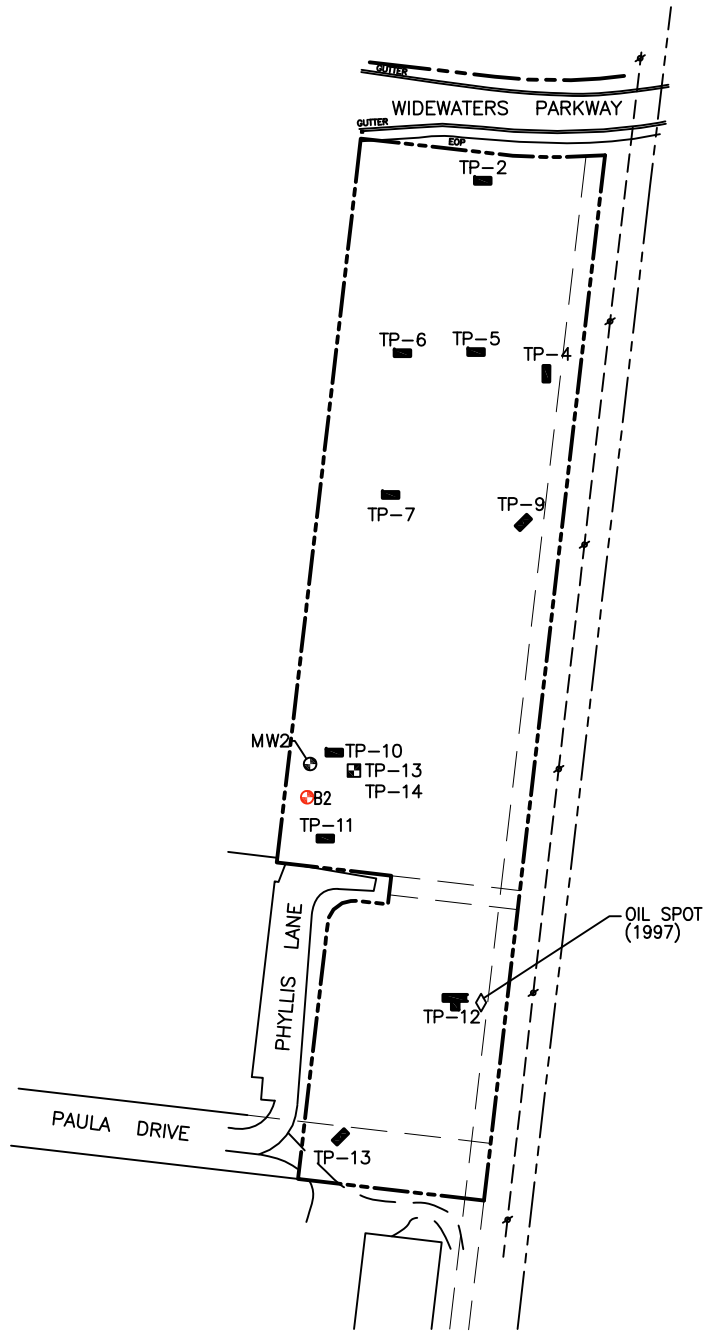 GUTTER
WIDEWATERS PARKWAY
GUTTER
EOP
TP-2
TP-6
TP-5
TP-4
TP-7
TP-9
MW2
TP-10
TP-13
TP-14
B2
TP-11
OIL SPOT
(1997)
PHYLLIS LANE
TP-12
PAULA DRIVE
TP-13